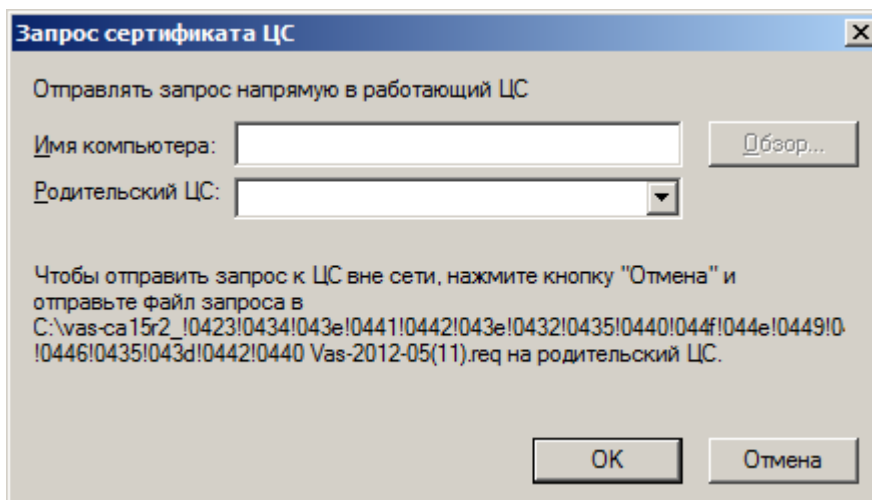 Запрос сертификата ЦС
Отправлять запрос напрямую в работающий ЦС
Имя компьютера:
Обзор...
Родительский ЦС:
Чтобы отправить запрос к ЦС вне сети, нажмите кнопку "Отмена" и
отправьте файл запроса в
C:\vas-ca15r2_!0423!0434!043e!0441!0442!043e!0432!0435!0440!044f!044e!0449!0
!0446!0435!043d!0442!0440 Vas-2012-05(11).req на родительский ЦС.
OK
Отмена